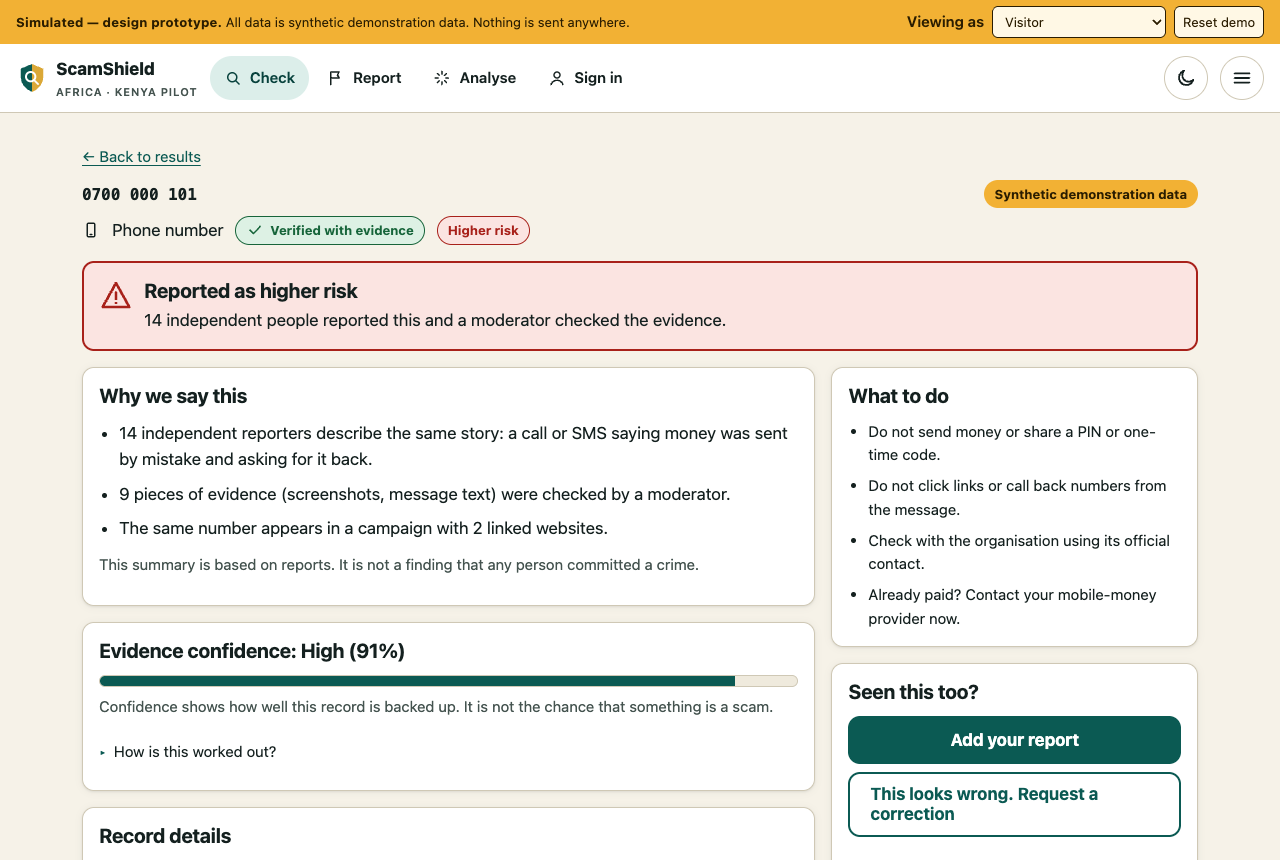 Simulated — design prototype. All data is synthetic demonstration data. Nothing is sent anywhere.
Viewing as
Visitor
Reset demo
ScamShield
AFRICA · KENYA PILOT
Check
Report
Analyse
Sign in
← Back to results
0700 000 101
Synthetic demonstration data
Phone number
Verified with evidence
Higher risk
Reported as higher risk
14 independent people reported this and a moderator checked the evidence.
Why we say this
• 14 independent reporters describe the same story: a call or SMS saying money was sent
by mistake and asking for it back.
• 9 pieces of evidence (screenshots, message text) were checked by a moderator.
• The same number appears in a campaign with 2 linked websites.
This summary is based on reports. It is not a finding that any person committed a crime.
Evidence confidence: High (91%)
Confidence shows how well this record is backed up. It is not the chance that something is a scam.
▸ How is this worked out?
Record details
What to do
• Do not send money or share a PIN or one-
time code.
• Do not click links or call back numbers from
the message.
• Check with the organisation using its official
contact.
• Already paid? Contact your mobile-money
provider now.
Seen this too?
Add your report
This looks wrong. Request a
correction